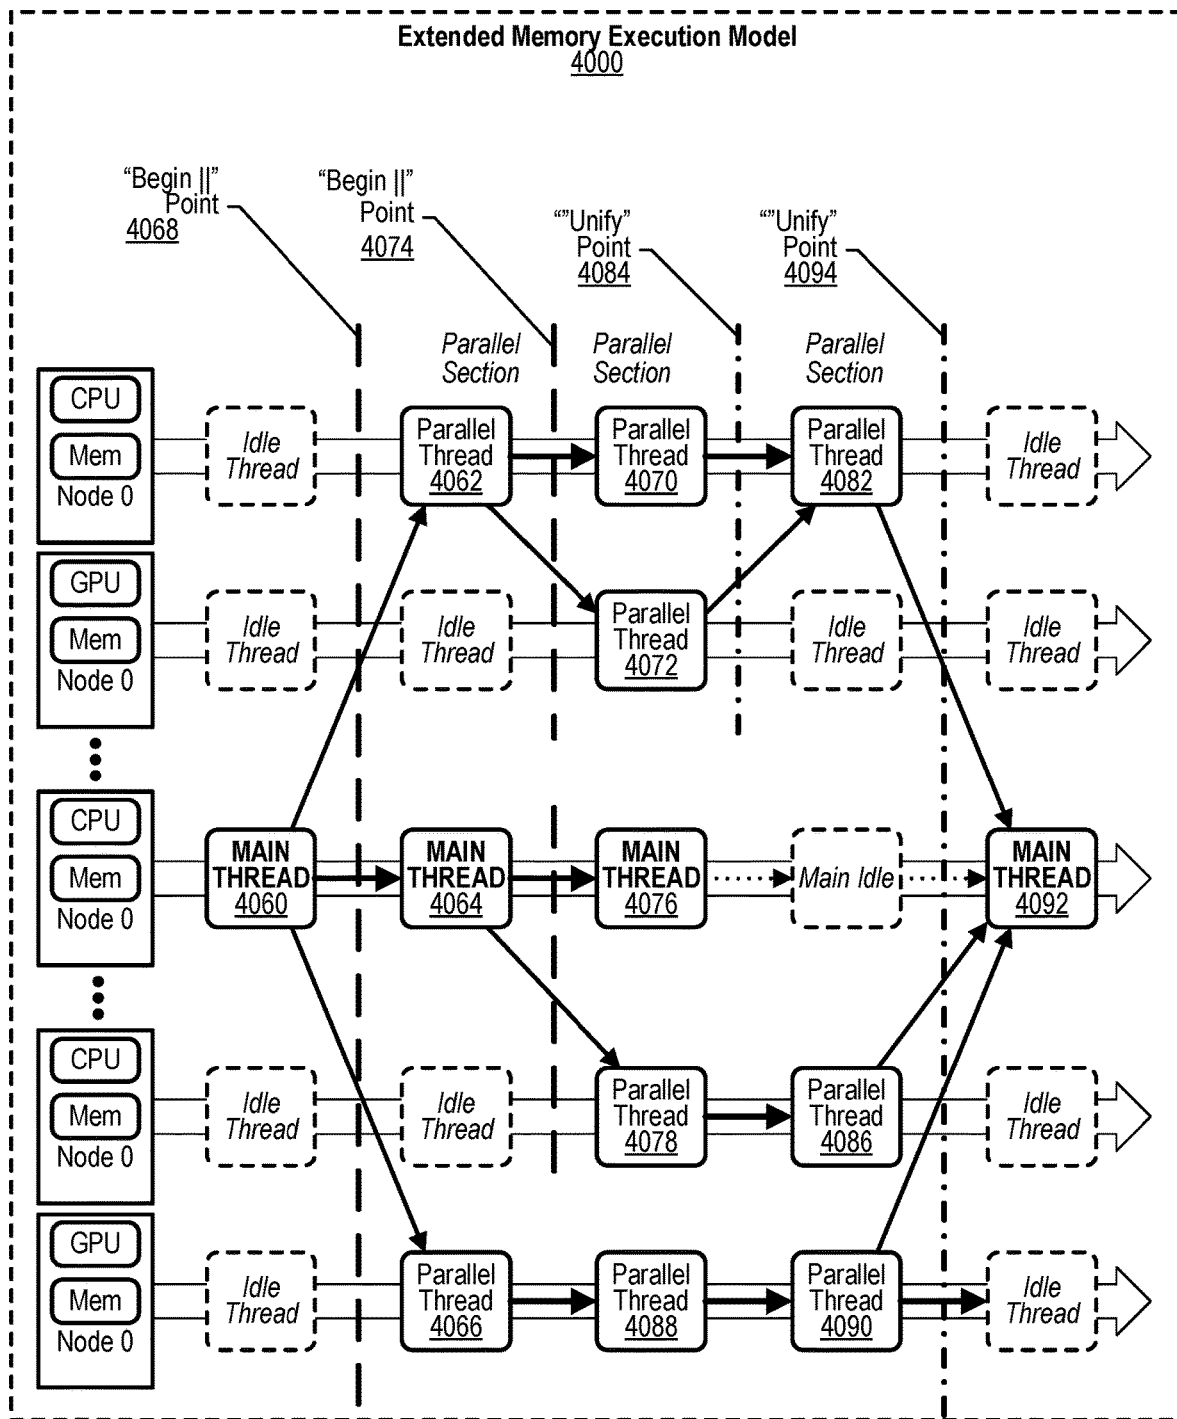 Extended Memory Execution Model
4000
“Begin ||”
Point
4068
“Begin ||”
Point
4074
“”Unify”
Point
4084
“”Unify”
Point
4094
Parallel
Section
Parallel
Section
Parallel
Section
CPU
Mem
Node 0
Idle
Thread
Parallel
Thread
4062
Parallel
Thread
4070
Parallel
Thread
4082
Idle
Thread
GPU
Mem
Node 0
Idle
Thread
Idle
Thread
Parallel
Thread
4072
Idle
Thread
Idle
Thread
CPU
Mem
Node 0
MAIN
THREAD
4060
MAIN
THREAD
4064
MAIN
THREAD
4076
Main Idle
MAIN
THREAD
4092
CPU
Mem
Node 0
Idle
Thread
Idle
Thread
Parallel
Thread
4078
Parallel
Thread
4086
Idle
Thread
GPU
Mem
Node 0
Idle
Thread
Parallel
Thread
4066
Parallel
Thread
4088
Parallel
Thread
4090
Idle
Thread